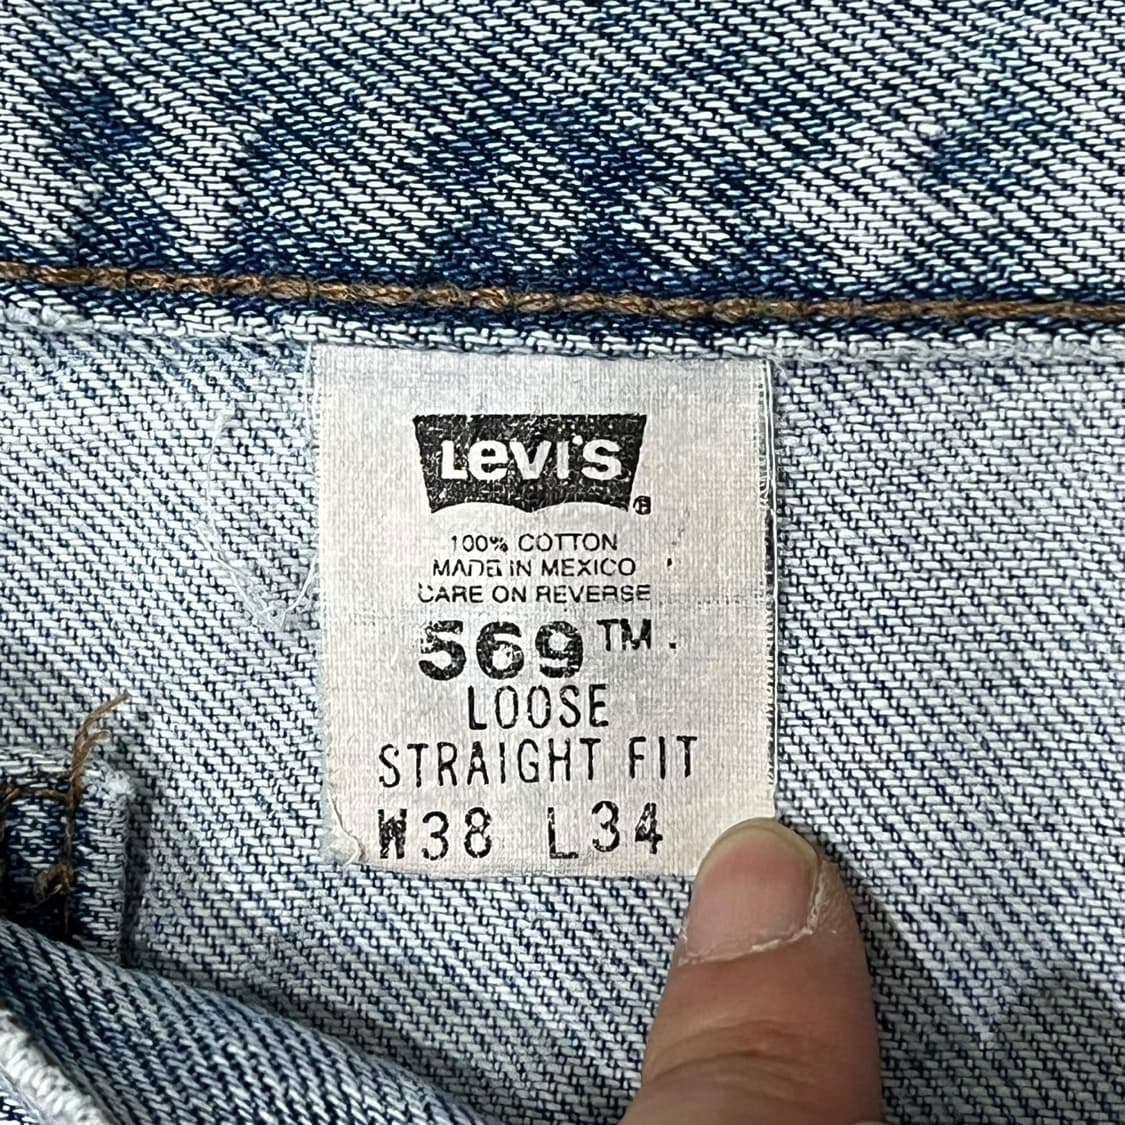 Levi's ®
100% COTTON
MADE IN MEXICO
CARE ON REVERSE
569™
LOOSE
STRAIGHT FIT
W38 L34